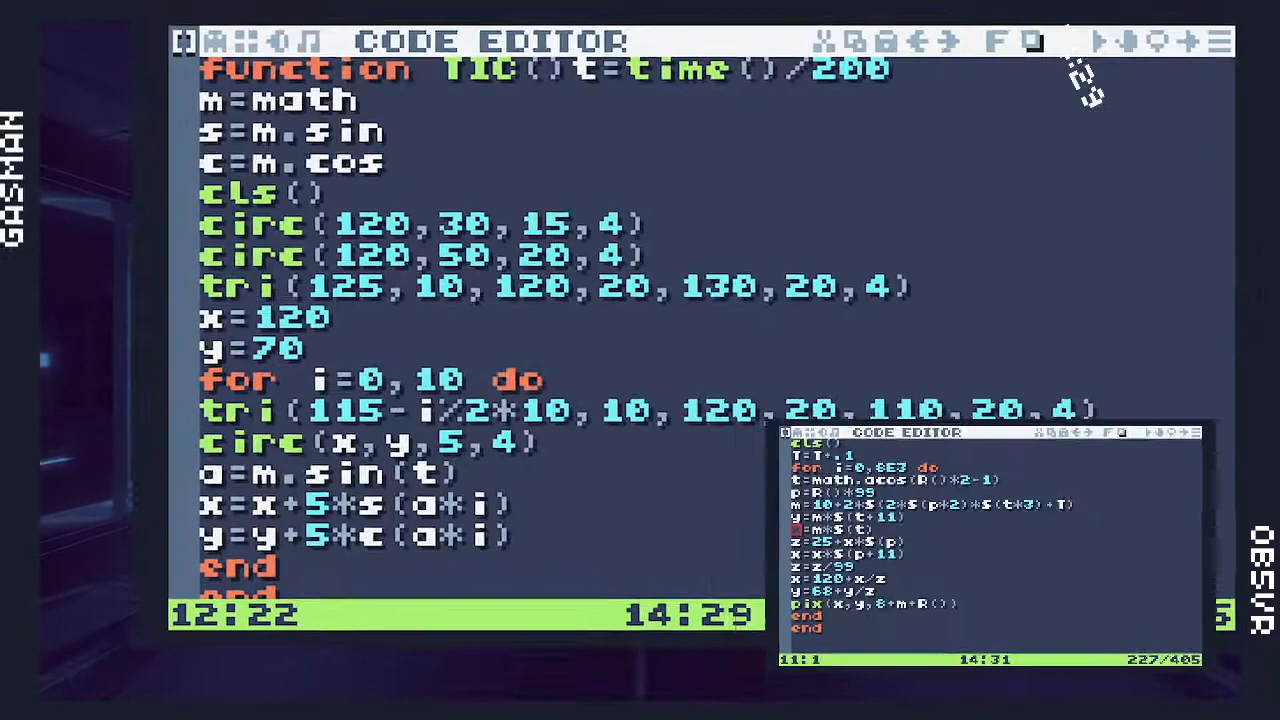 CODE EDITOR
function TIC()t=time()/200
m=math
s=m.sin
c=m.cos
cls()
circ(120,30,15,4)
circ(120,50,20,4)
tri(125,10,120,20,130,20,4)
x=120
y=70
for i=0,10 do
tri(115-i%2*10,10,120,20,110,20,4)
circ(x,y,5,4)
a=m.sin(t)
x=x+5*s(a*i)
y=y+5*c(a*i)
end
end
12:22 14:29
GASMAN
:29
CODE EDITOR
cls()
T=T+.1
for i=0,8E3 do
t=math.acos(R()*2-1)
p=R()*99
m=10+2*S(2*S(p*2)*S(t*3)+T)
y=m*S(t+11)
=m*S(t)
z=25+x*S(p)
x=x*S(p+11)
z=z/99
x=120+x/z
y=68+y/z
pix(x,y,8+m+R())
end
end
11:1 14:31 227/405
OBSVR